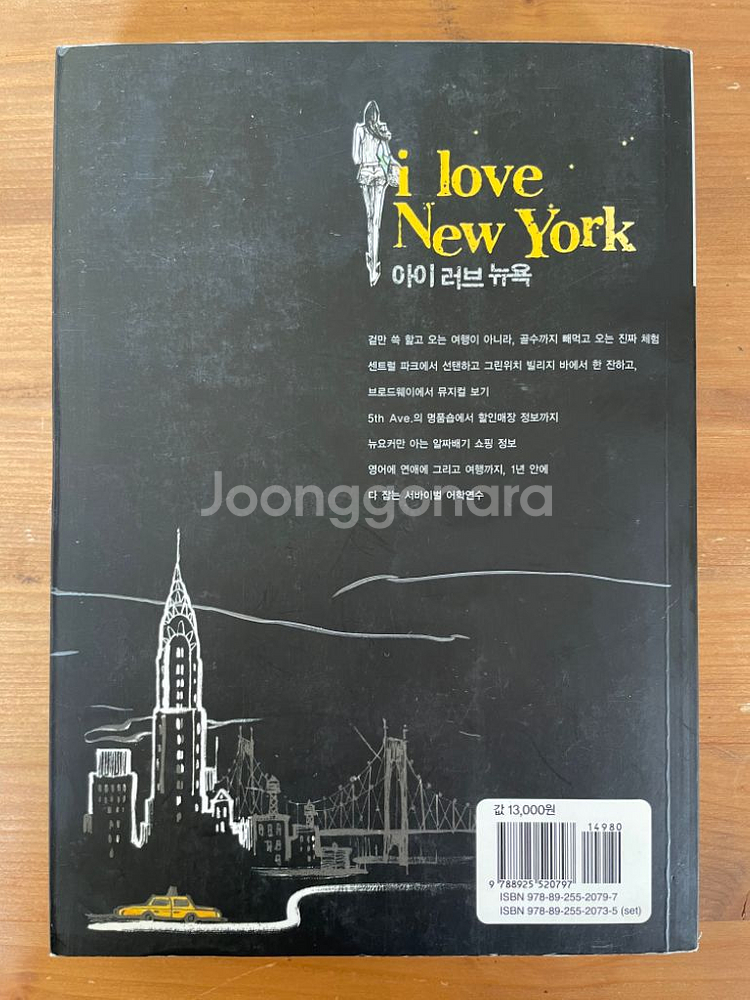 i love
New York
아이 러브 뉴욕
겉만 쓱 핥고 오는 여행이 아니라, 골수까지 빼먹고 오는 진짜 체험
센트럴 파크에서 선탠하고 그린위치 빌리지 바에서 한 잔하고,
브로드웨이에서 뮤지컬 보기
5th Ave.의 명품숍에서 할인매장 정보까지
뉴요커만 아는 알짜배기 쇼핑 정보
영어에 연애에 그리고 여행까지, 1년 안에
다 잡는 서바이벌 어학연수
Joonggonara
값 13,000원
14980
9 788925 520797
ISBN 978-89-255-2079-7
ISBN 978-89-255-2073-5 (set)